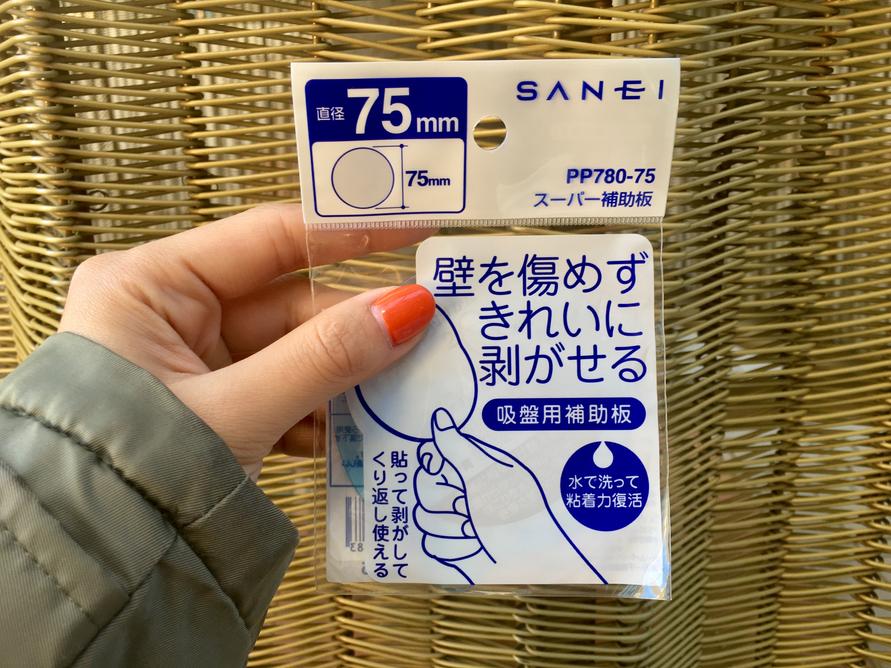 直径 75mm
75mm
SANEI
PP780-75
スーパー補助板
壁を傷めず
きれいに
剥がせる
吸盤用補助板
水で洗って
粘着力復活
貼って剥がして
くり返し使える